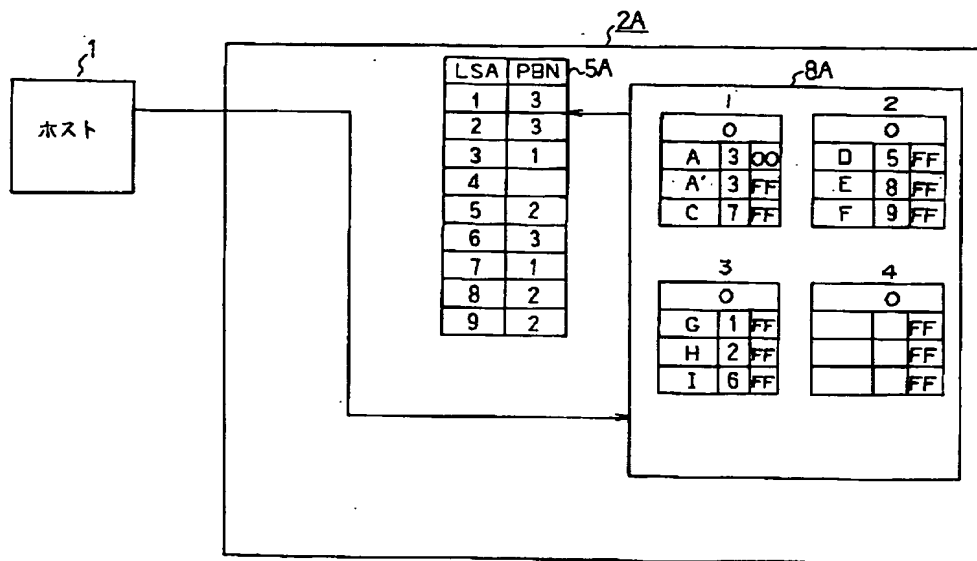 2A
1
ホスト
LSA PBN 5A
1 3
2 3
3 1
4
5 2
6 3
7 1
8 2
9 2
8A
1
0
A 3 00
A' 3 FF
C 7 FF
2
0
D 5 FF
E 8 FF
F 9 FF
3
0
G 1 FF
H 2 FF
I 6 FF
4
0
FF
FF
FF